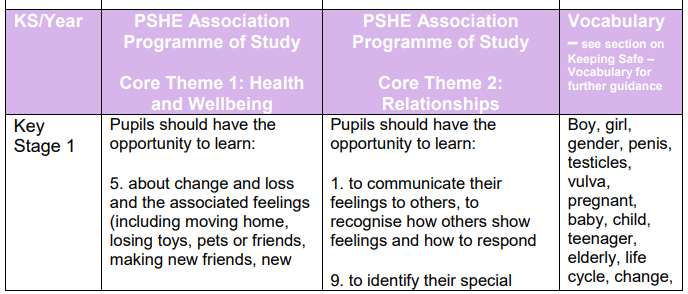 KS/Year
PSHE Association
Programme of Study
Core Theme 1: Health
and Wellbeing
PSHE Association
Programme of Study
Core Theme 2:
Relationships
Vocabulary
– see section on
Keeping Safe –
Vocabulary for
further guidance
Key
Stage 1
Pupils should have the
opportunity to learn:
5. about change and loss
and the associated feelings
(including moving home,
losing toys, pets or friends,
making new friends, new
Pupils should have the
opportunity to learn:
1. to communicate their
feelings to others, to
recognise how others show
feelings and how to respond
9. to identify their special
Boy, girl,
gender, penis,
testicles,
vulva,
pregnant,
baby, child,
teenager,
elderly, life
cycle, change,